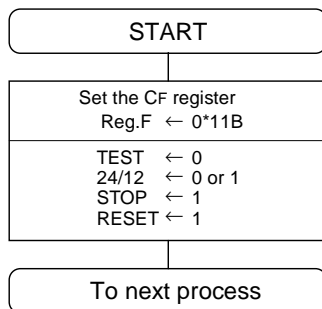 START
Set the CF register
Reg.F ← 0*11B
TEST ← 0
24/12 ← 0 or 1
STOP ← 1
RESET ← 1
To next process